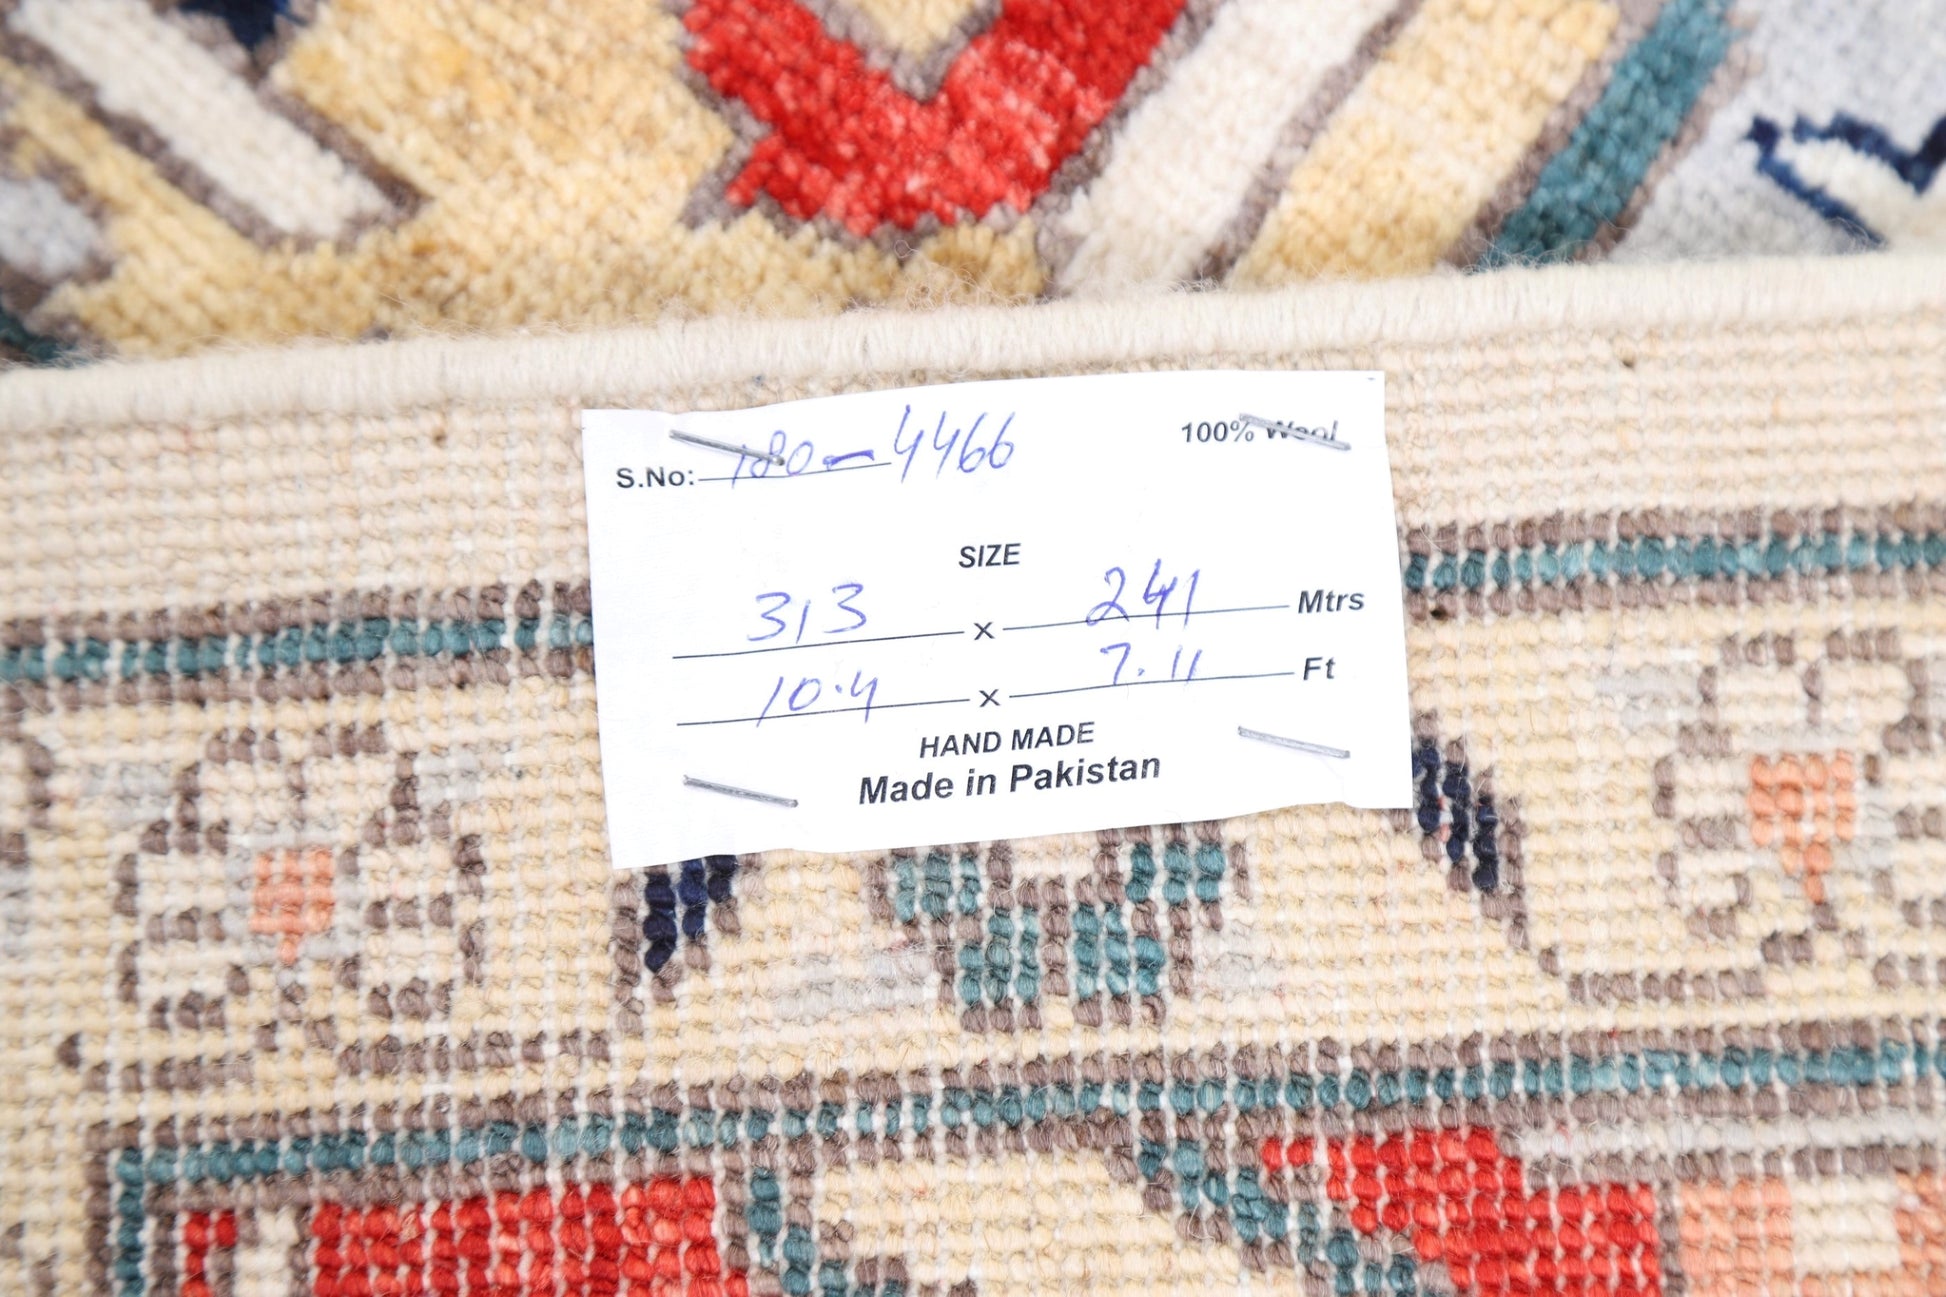 S.No: 180-4466 100% Wool
SIZE
313 x 241 Mtrs
10.4 x 7.11 Ft
HAND MADE
Made in Pakistan